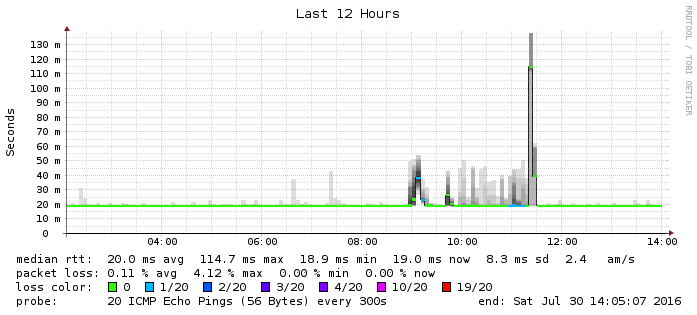 Last 12 Hours
RRDTOOL / TOBI OETIKER
Seconds
130 m
120 m
110 m
100 m
90 m
80 m
70 m
60 m
50 m
40 m
30 m
20 m
10 m
0
04:00 06:00 08:00 10:00 12:00 14:00
median rtt: 20.0 ms avg 114.7 ms max 18.9 ms min 19.0 ms now 8.3 ms sd 2.4 am/s
packet loss: 0.11 % avg 4.12 % max 0.00 % min 0.00 % now
loss color: 0 1/20 2/20 3/20 4/20 10/20 19/20
probe: 20 ICMP Echo Pings (56 Bytes) every 300s end: Sat Jul 30 14:05:07 2016